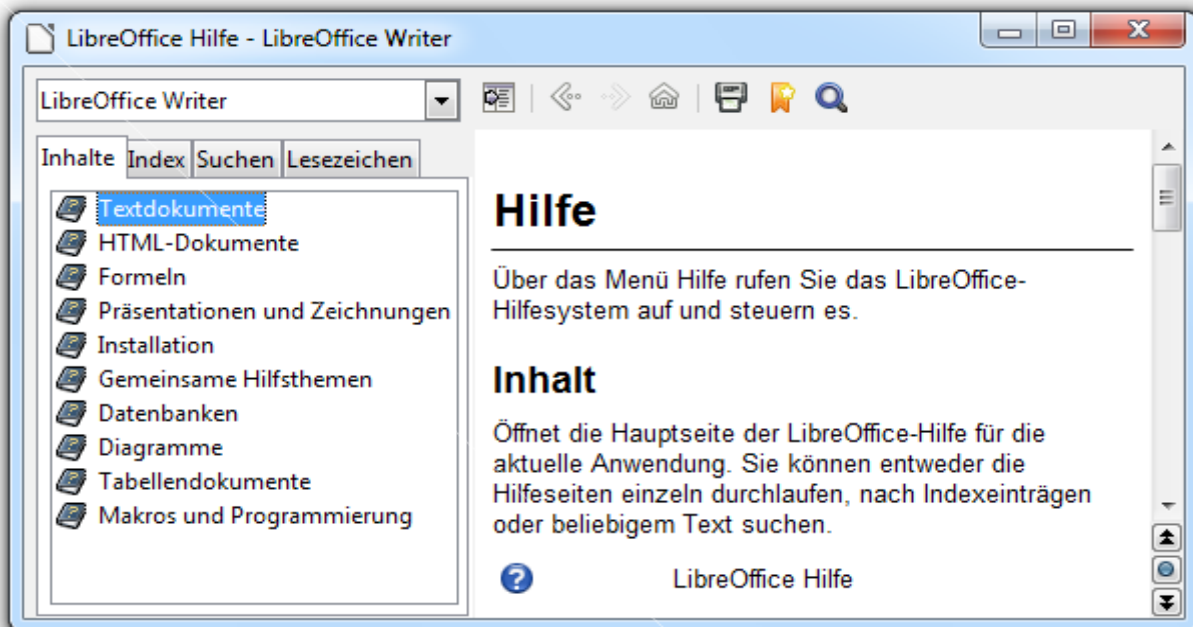 LibreOffice Hilfe - LibreOffice Writer
LibreOffice Writer
Inhalte Index Suchen Lesezeichen
Textdokumente
HTML-Dokumente
Formeln
Präsentationen und Zeichnungen
Installation
Gemeinsame Hilfsthemen
Datenbanken
Diagramme
Tabellendokumente
Makros und Programmierung
Hilfe
Über das Menü Hilfe rufen Sie das LibreOffice-
Hilfesystem auf und steuern es.
Inhalt
Öffnet die Hauptseite der LibreOffice-Hilfe für die
aktuelle Anwendung. Sie können entweder die
Hilfeseiten einzeln durchlaufen, nach Indexeinträgen
oder beliebigem Text suchen.
LibreOffice Hilfe